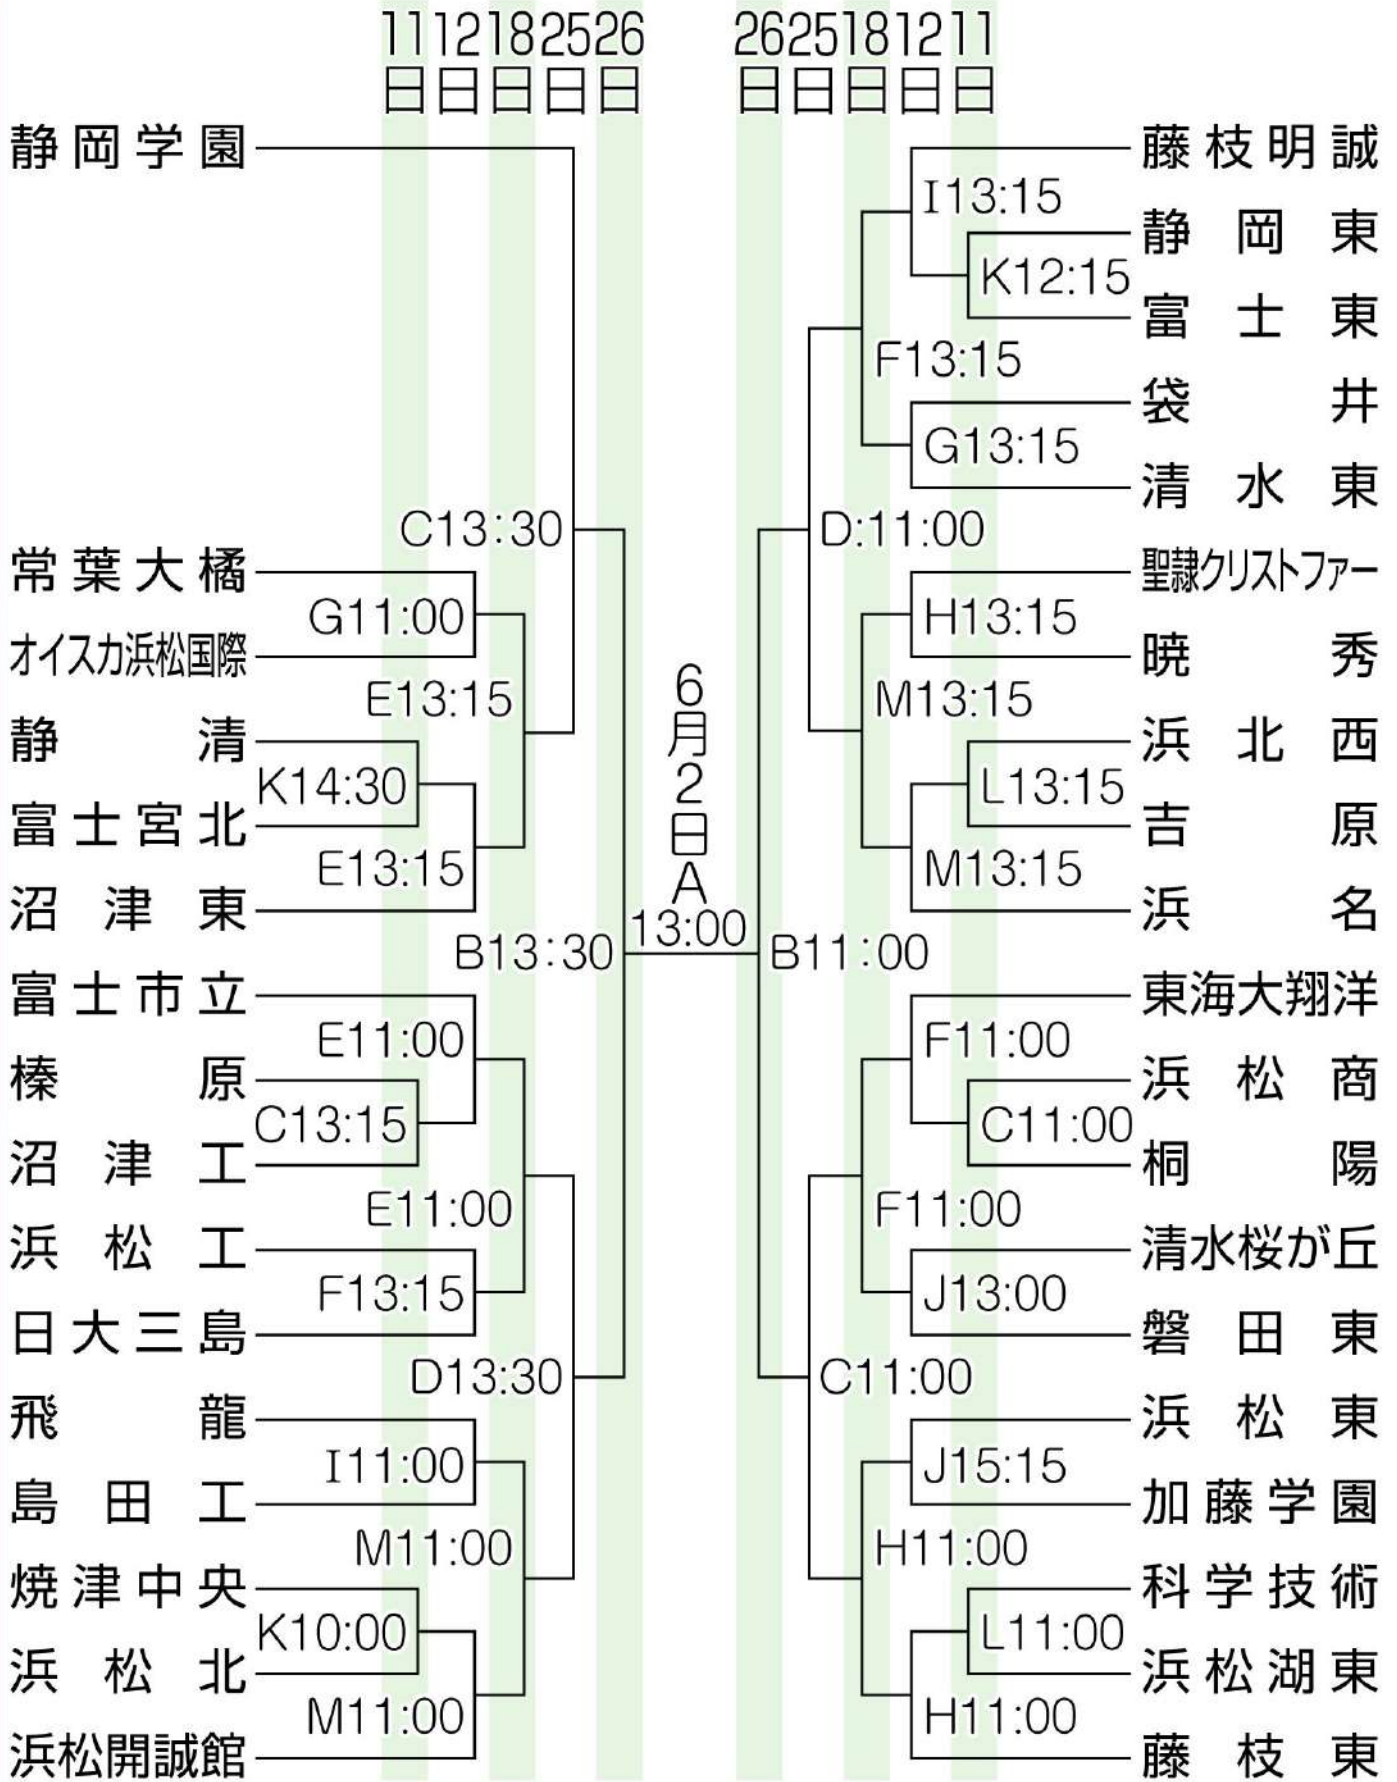 11日 12日 18日 25日 26日
26日 25日 18日 12日 11日
静岡学園
C13:30
常葉大橘
G11:00
オイスカ浜松国際
E13:15
静清
K14:30
富士宮北
E13:15
沼津東
B13:30
富士市立
E11:00
榛原
C13:15
沼津工
E11:00
浜松工
F13:15
日大三島
D13:30
飛龍
I11:00
島田工
M11:00
焼津中央
K10:00
浜松北
M11:00
浜松開誠館
6月2日A
13:00
藤枝明誠
I13:15
静岡東
K12:15
富士東
F13:15
袋井
G13:15
清水東
D:11:00
聖隷クリストファー
H13:15
暁秀
M13:15
浜北西
L13:15
吉原
M13:15
浜名
B11:00
東海大翔洋
F11:00
浜松商
C11:00
桐陽
F11:00
清水桜が丘
J13:00
磐田東
C11:00
浜松東
J15:15
加藤学園
H11:00
科学技術
L11:00
浜松湖東
H11:00
藤枝東